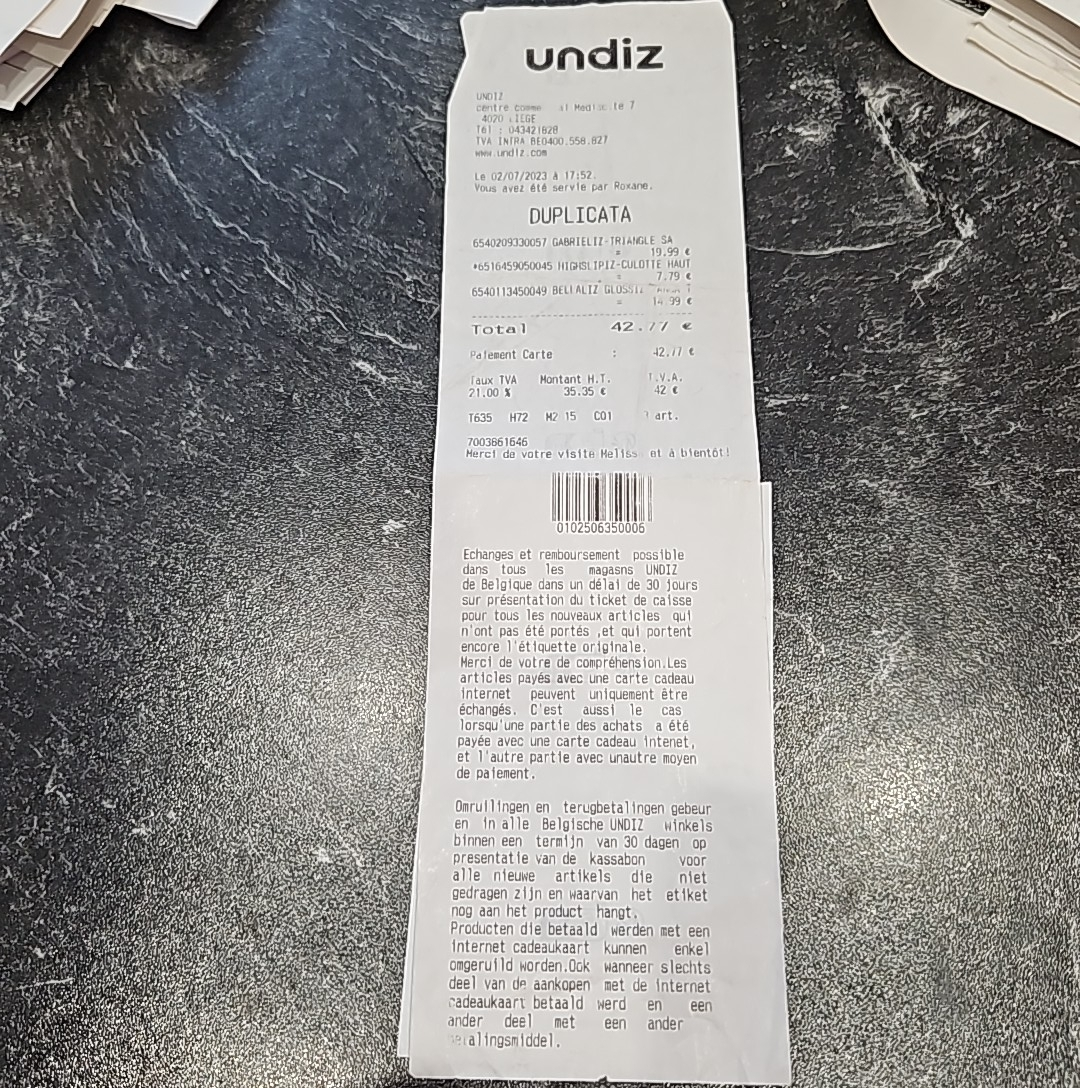 undiz
UNDIZ
centre
4020 LIEGE
Tél : 043421828
TVA INTRA BE0400.558.827
www.undiz.com
Le 02/07/2023 à 17:52.
Vous avez été servie par Roxane.
DUPLICATA
6540209330057 GABRIELIZ-TRIANGLE SA
= 19.99 €
*6516459050045 HIGHSLIPIZ-CULOTTE HAUT
= 7.79 €
6540113450049 BELLALIZ
= 14.99 €
Total 42.77 €
Paiement Carte : 42.77 €
Taux TVA Montant H.T. T.V.A.
21.00 % 35.35 € 42 €
T635 H72 M2 15 C01 art.
7003861646
Merci de votre visite Meliss et à bientôt!
0102506350006
Echanges et remboursement possible
dans tous les magasns UNDIZ
de Belgique dans un délai de 30 jours
sur présentation du ticket de caisse
pour tous les nouveaux articles qui
n'ont pas été portés ,et qui portent
encore l'étiquette originale.
Merci de votre de compréhension.Les
articles payés avec une carte cadeau
internet peuvent uniquement être
échangés. C'est aussi le cas
lorsqu'une partie des achats a été
payée avec une carte cadeau intenet,
et l'autre partie avec unautre moyen
de paiement.
Omruilingen en terugbetalingen gebeur
en in alle Belgische UNDIZ winkels
binnen een termijn van 30 dagen op
presentatie van de kassabon voor
alle nieuwe artikels die niet
gedragen zijn en waarvan het etiket
nog aan het product hangt.
Producten die betaald werden met een
internet cadeaukaart kunnen enkel
omgeruild worden.Ook wanneer slechts
deel van de aankopen met de internet
cadeaukaart betaald werd en een
ander deel met een ander
betalingsmiddel.